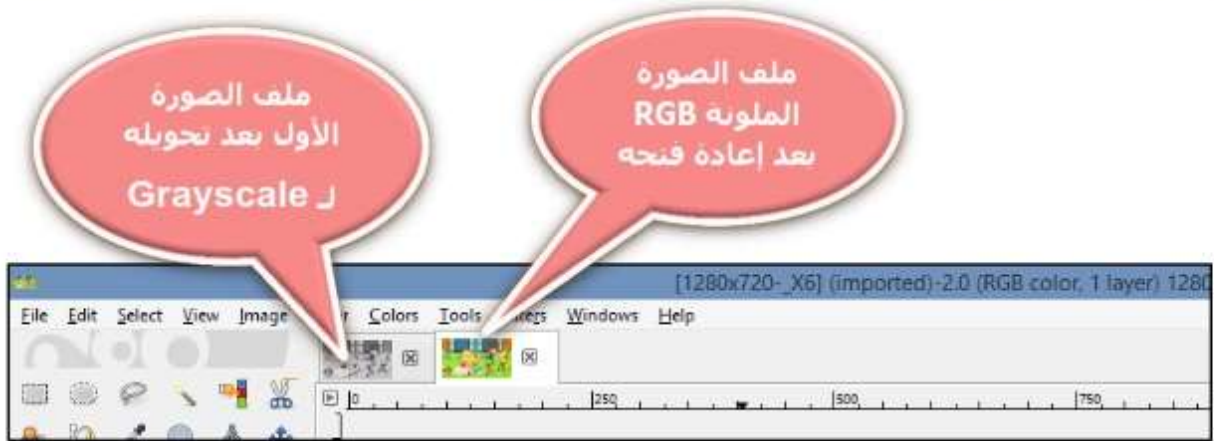 ملف الصورة
الأول بعد تحويله
لـ Grayscale
ملف الصورة
الملونة RGB
بعد إعادة فتحه
[1280x720-_X6] (imported)-2.0 (RGB color, 1 layer) 1280
File Edit Select View Image Colors Tools Windows Help
0 250 500 750